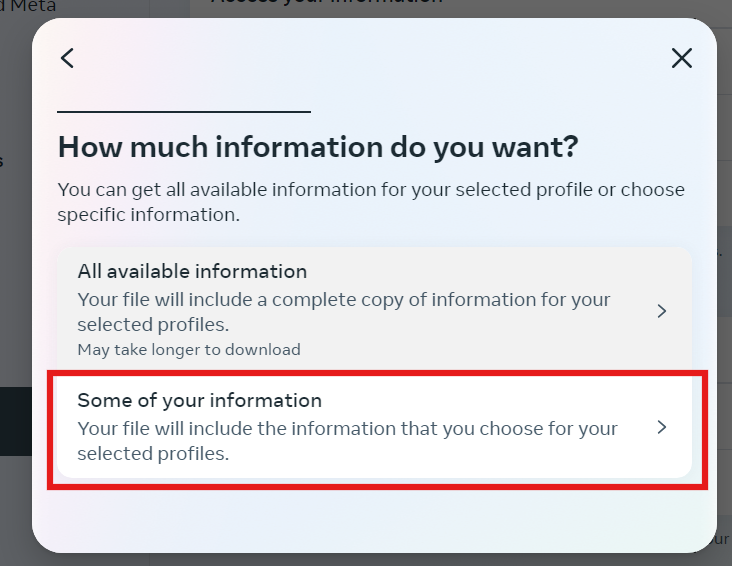 Meta
Access your information
How much information do you want?
You can get all available information for your selected profile or choose
specific information.
All available information
Your file will include a complete copy of information for your
selected profiles.
May take longer to download
Some of your information
Your file will include the information that you choose for your
selected profiles.